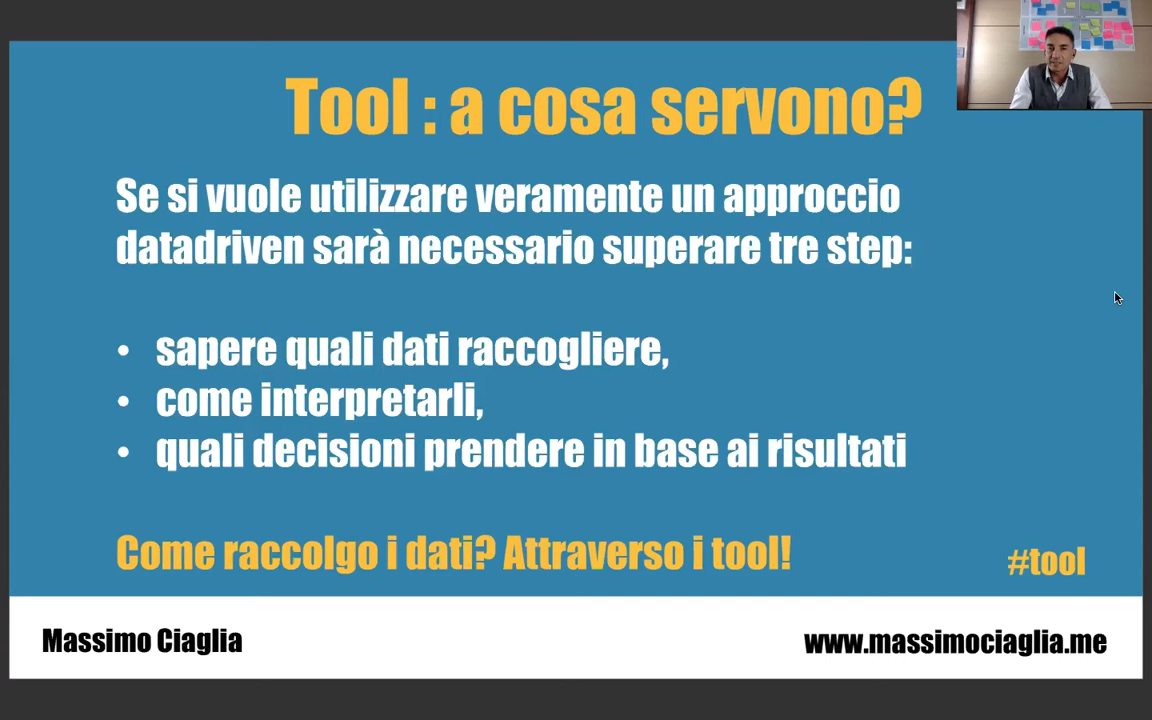 Tool : a cosa servono?
Se si vuole utilizzare veramente un approccio
datadriven sarà necessario superare tre step:
• sapere quali dati raccogliere,
• come interpretarli,
• quali decisioni prendere in base ai risultati
Come raccolgo i dati? Attraverso i tool!
#tool
Massimo Ciaglia
www.massimociaglia.me